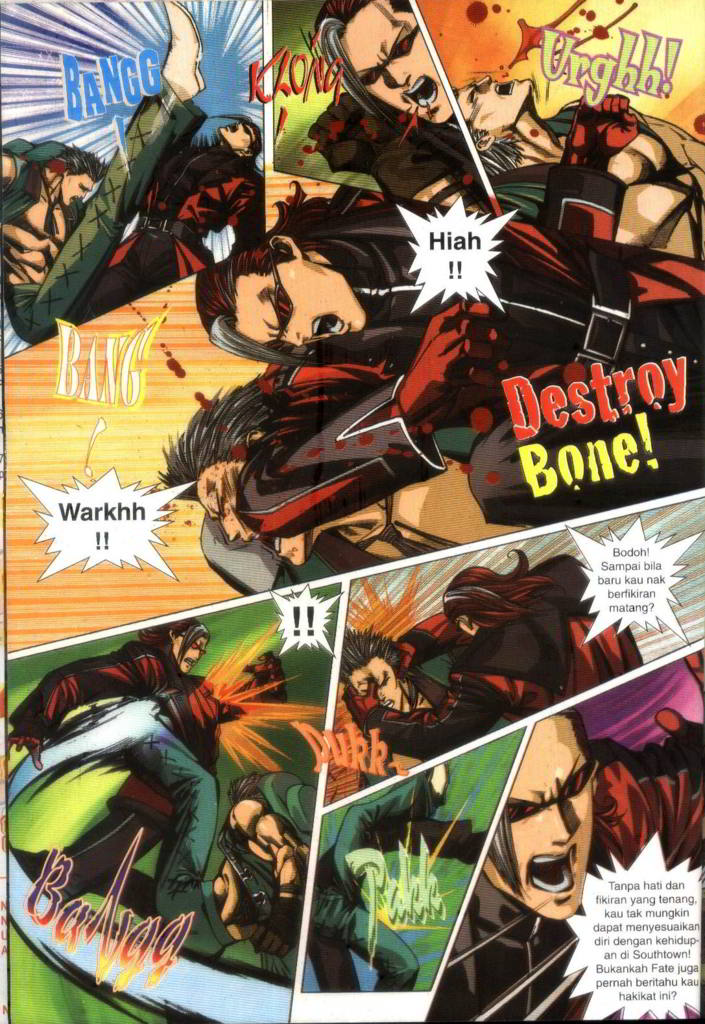 BANGG
!
KLONG
!
Urghh!
Hiah
!!
BANG
!
Destroy
Bone!
Warkhh
!!
Bodoh!
Sampai bila
baru kau nak
berfikiran
matang?
!!
Dukk
BaNgg
Pukk
Tanpa hati dan
fikiran yang tenang,
kau tak mungkin
dapat menyesuaikan
diri dengan kehidup-
an di Southtown!
Bukankah Fate juga
pernah beritahu kau
hakikat ini?